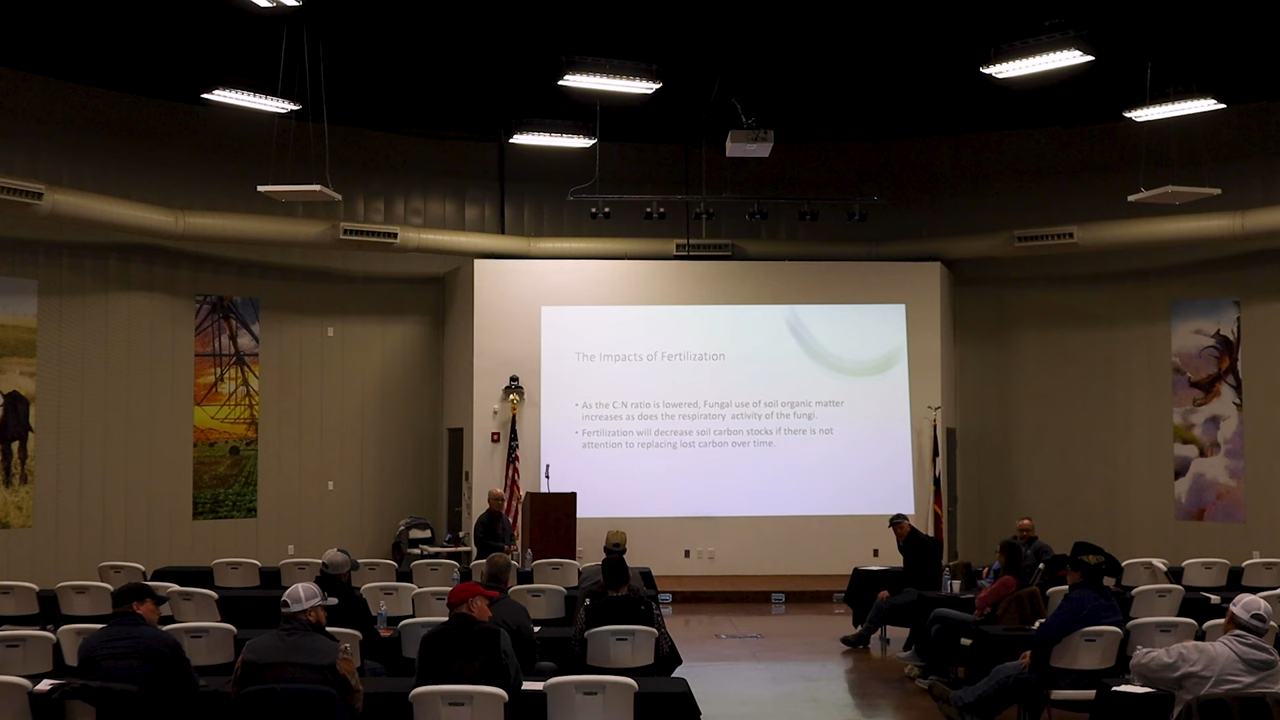 The Impacts of Fertilization
• As the C:N ratio is lowered, Fungal use of soil organic matter
increases as does the respiratory activity of the fungi.
• Fertilization will decrease soil carbon stocks if there is not
attention to replacing lost carbon over time.